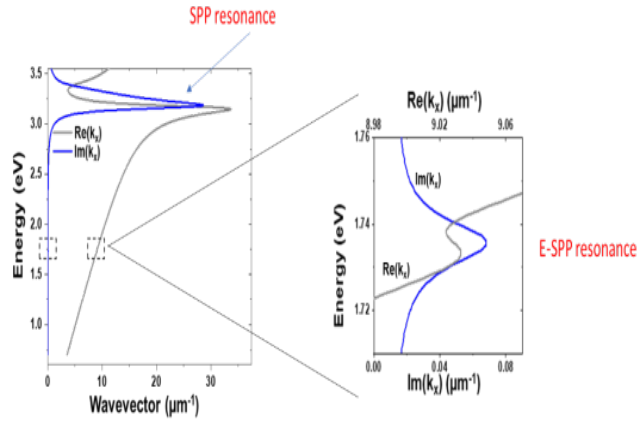 SPP resonance
3.5
3.0
2.5
2.0
1.5
1.0
Energy (eV)
Re(kₓ)
Im(kₓ)
0 10 20 30
Wavevector (µm⁻¹)
Re(kₓ) (µm⁻¹)
8.98 9.02 9.06
1.76
1.74
1.72
Energy (eV)
Im(kₓ)
Re(kₓ)
0.00 0.04 0.08
Im(kₓ) (µm⁻¹)
E-SPP resonance